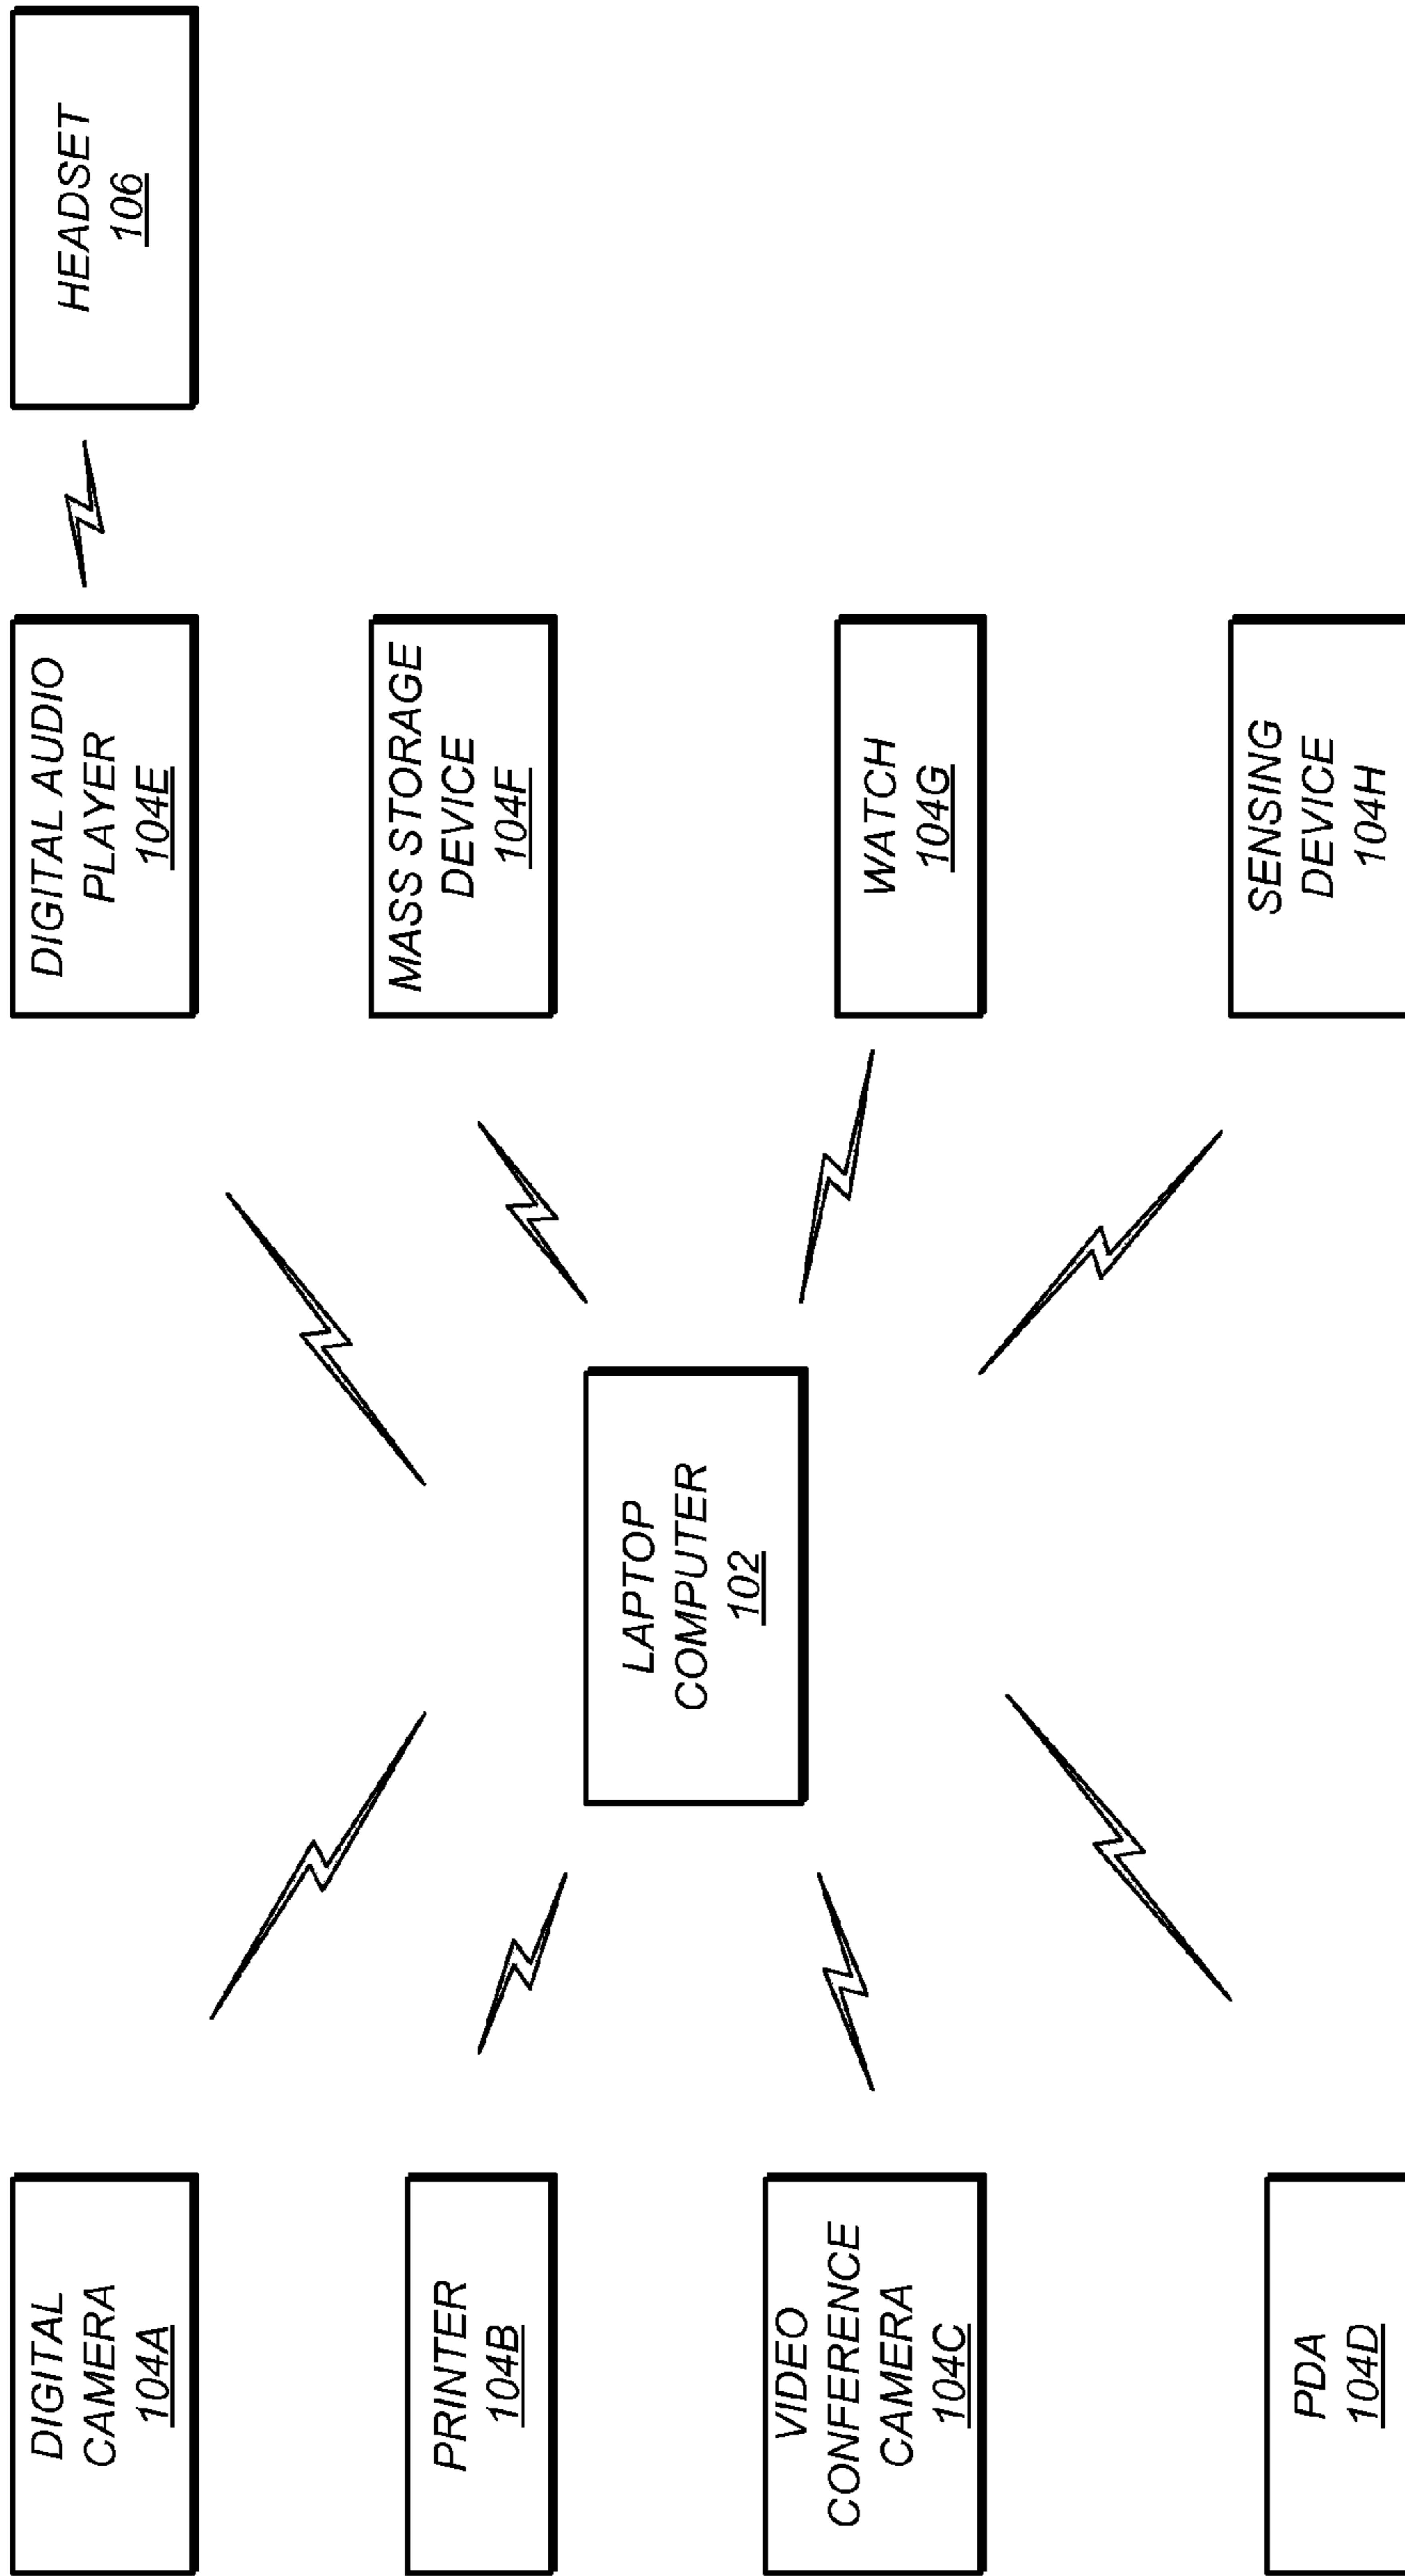 DIGITAL
CAMERA
104A
PRINTER
104B
VIDEO
CONFERENCE
CAMERA
104C
PDA
104D
LAPTOP
COMPUTER
102
DIGITAL AUDIO
PLAYER
104E
MASS STORAGE
DEVICE
104F
WATCH
104G
SENSING
DEVICE
104H
HEADSET
106